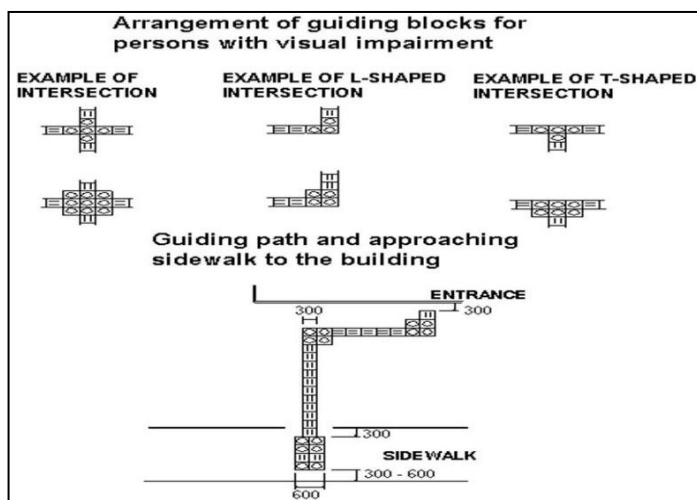 Arrangement of guiding blocks for
persons with visual impairment
EXAMPLE OF
INTERSECTION
EXAMPLE OF L-SHAPED
INTERSECTION
EXAMPLE OF T-SHAPED
INTERSECTION
Guiding path and approaching
sidewalk to the building
ENTRANCE
300
300
300
SIDEWALK
300 - 600
600